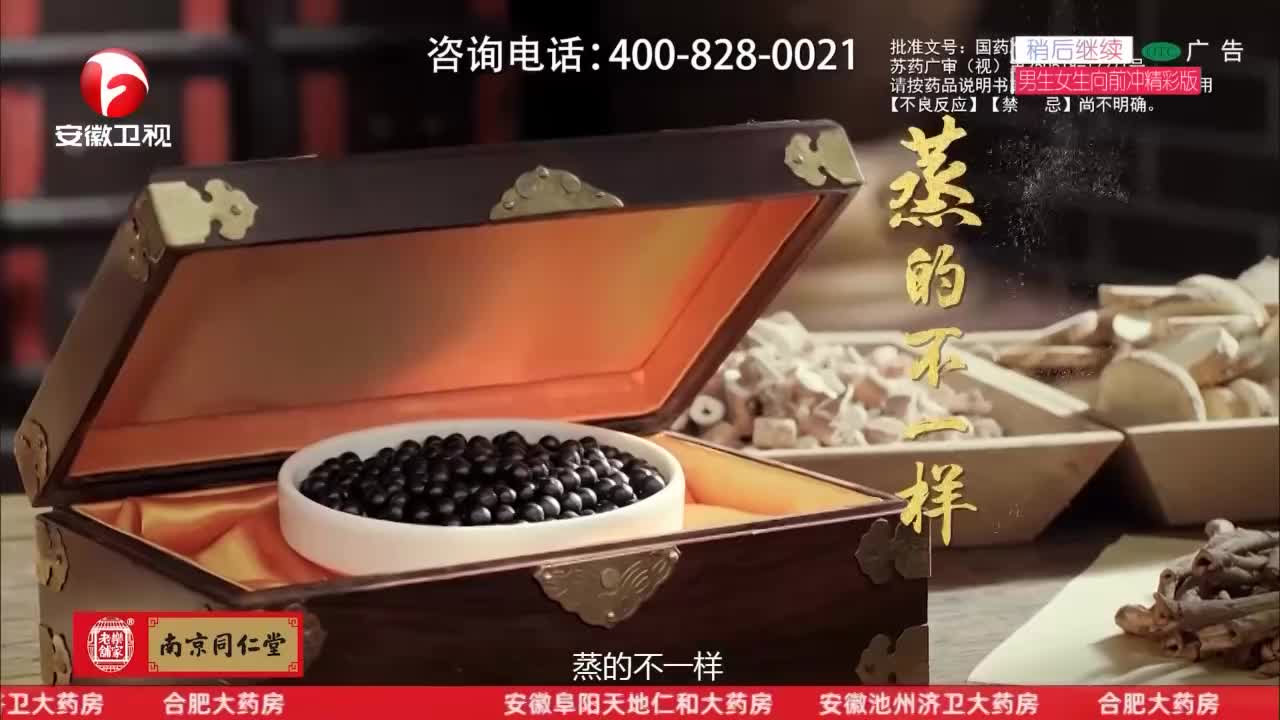 安徽卫视
咨询电话：400-828-0021
批准文号：国药
苏药广审（视）
请按药品说明书
用
【不良反应】【禁 忌】尚不明确。
稍后继续
男生女生向前冲精彩版
OTC
广告
蒸的不一样
老铺
樂家
南京同仁堂
蒸的不一样
卫大药房 合肥大药房 安徽阜阳天地仁和大药房 安徽池州济卫大药房 合肥大药房